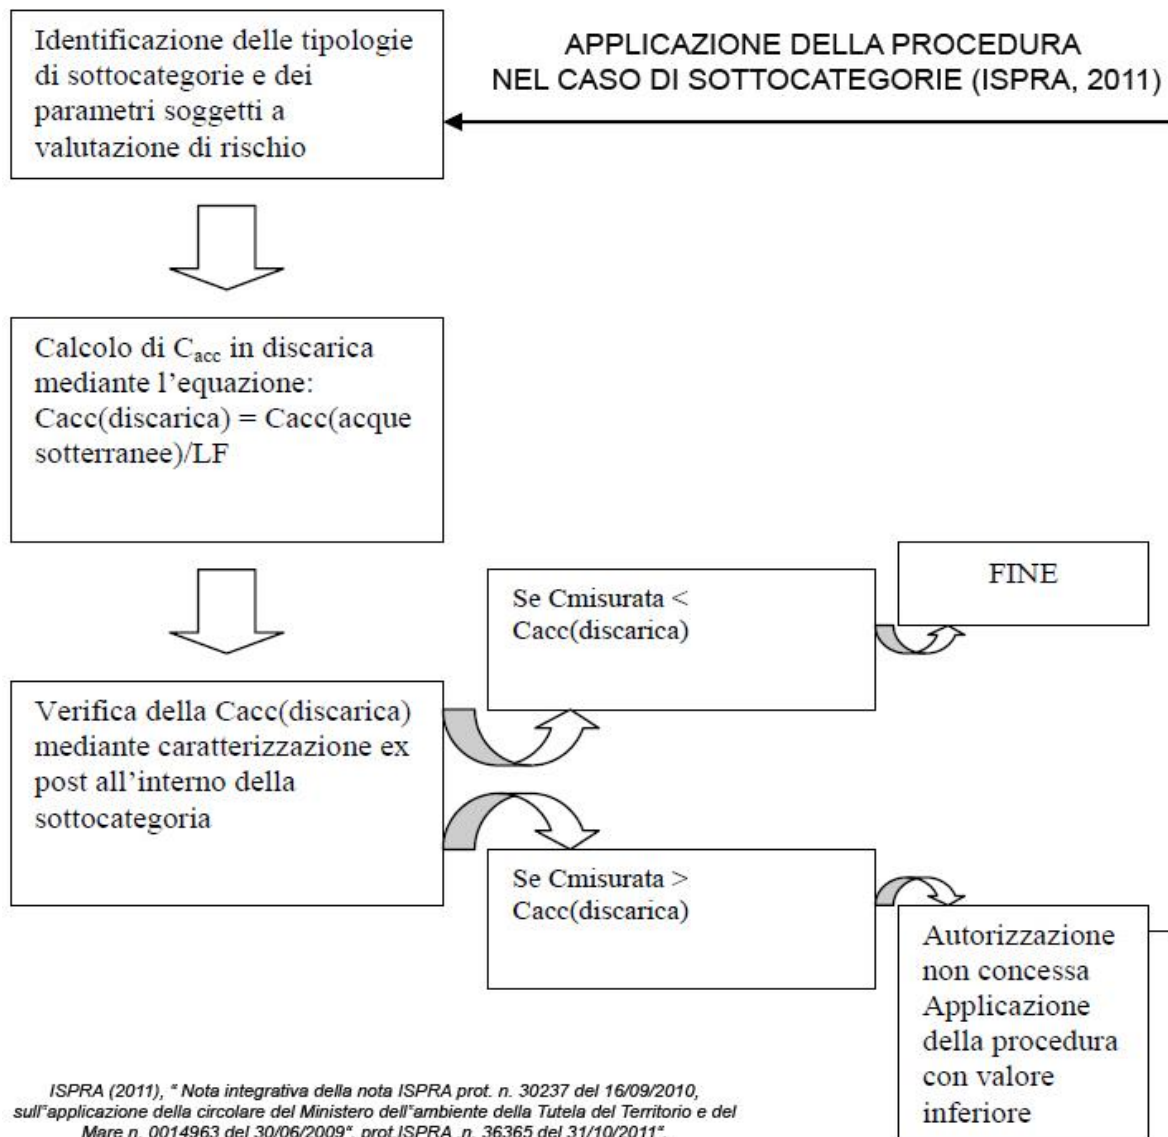 Identificazione delle tipologie
di sottocategorie e dei
parametri soggetti a
valutazione di rischio
APPLICAZIONE DELLA PROCEDURA
NEL CASO DI SOTTOCATEGORIE (ISPRA, 2011)
Calcolo di Cacc in discarica
mediante l'equazione:
Cacc(discarica) = Cacc(acque
sotterranee)/LF
Verifica della Cacc(discarica)
mediante caratterizzazione ex
post all'interno della
sottocategoria
Se Cmisurata <
Cacc(discarica)
FINE
Se Cmisurata >
Cacc(discarica)
Autorizzazione
non concessa
Applicazione
della procedura
con valore
inferiore
ISPRA (2011), “ Nota integrativa della nota ISPRA prot. n. 30237 del 16/09/2010,
sull“applicazione della circolare del Ministero dell“ambiente della Tutela del Territorio e del
Mare n. 0014963 del 30/06/2009“, prot.ISPRA .n. 36365 del 31/10/2011“.